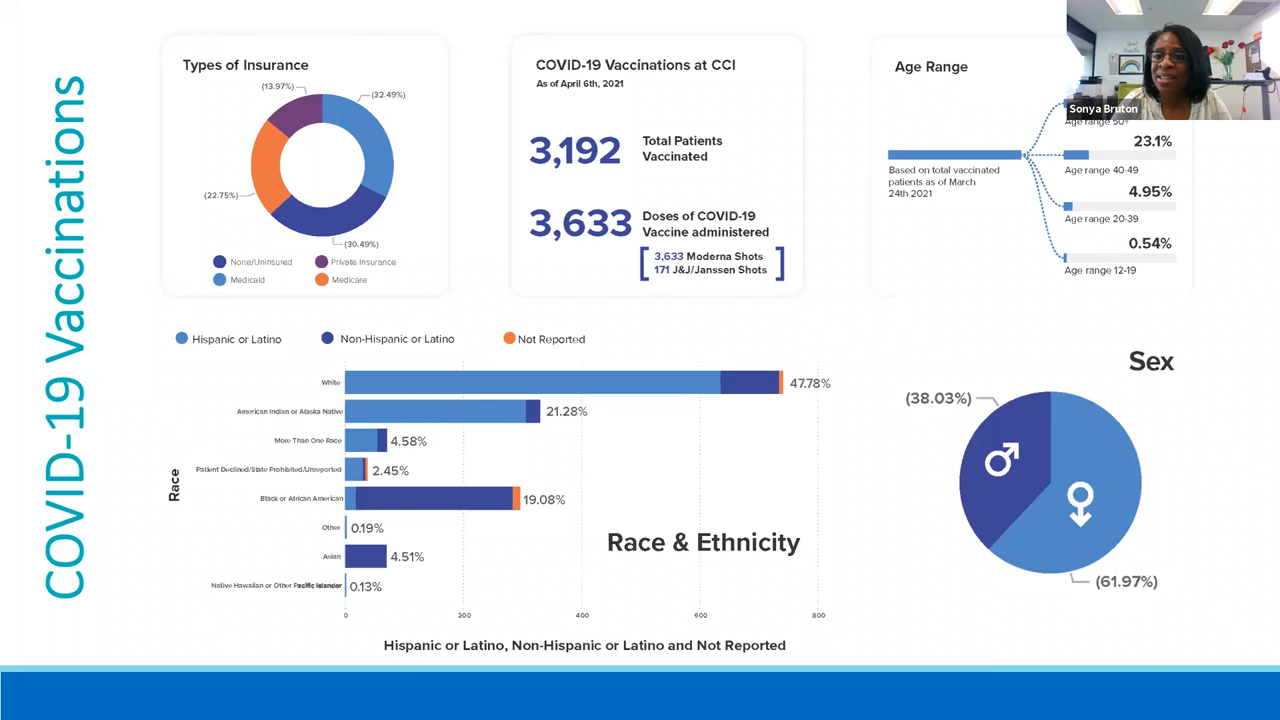 COVID-19 Vaccinations
Types of Insurance
(13.97%)
(32.49%)
(22.75%)
(30.49%)
None/Uninsured
Private Insurance
Medicaid
Medicare
COVID-19 Vaccinations at CCI
As of April 6th, 2021
3,192
Total Patients
Vaccinated
3,633
Doses of COVID-19
Vaccine administered
3,633 Moderna Shots
171 J&J/Janssen Shots
Age Range
Sonya Bruton
Age range 50+
Based on total vaccinated
patients as of March
24th 2021
23.1%
Age range 40-49
4.95%
Age range 20-39
0.54%
Age range 12-19
Hispanic or Latino
Non-Hispanic or Latino
Not Reported
Race
White
47.78%
American Indian or Alaska Native
21.28%
More Than One Race
4.58%
Patient Declined/State Prohibited/Unreported
2.45%
Black or African American
19.08%
Other
0.19%
Asian
4.51%
Native Hawaiian or Other Pacific Islander
0.13%
0 200 400 600 800
Race & Ethnicity
Hispanic or Latino, Non-Hispanic or Latino and Not Reported
Sex
(38.03%)
(61.97%)